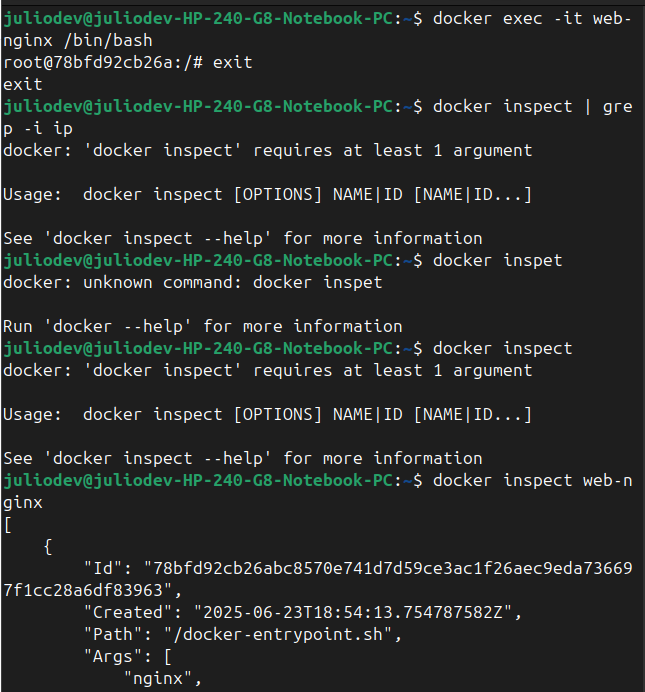 juliodev@juliodev-HP-240-G8-Notebook-PC:~$ docker exec -it web-
nginx /bin/bash
root@78bfd92cb26a:/# exit
exit
juliodev@juliodev-HP-240-G8-Notebook-PC:~$ docker inspect | gre
p -i ip
docker: 'docker inspect' requires at least 1 argument

Usage:  docker inspect [OPTIONS] NAME|ID [NAME|ID...]

See 'docker inspect --help' for more information
juliodev@juliodev-HP-240-G8-Notebook-PC:~$ docker inspet
docker: unknown command: docker inspet

Run 'docker --help' for more information
juliodev@juliodev-HP-240-G8-Notebook-PC:~$ docker inspect
docker: 'docker inspect' requires at least 1 argument

Usage:  docker inspect [OPTIONS] NAME|ID [NAME|ID...]

See 'docker inspect --help' for more information
juliodev@juliodev-HP-240-G8-Notebook-PC:~$ docker inspect web-n
ginx
[
    {
        "Id": "78bfd92cb26abc8570e741d7d59ce3ac1f26aec9eda73669
7f1cc28a6df83963",
        "Created": "2025-06-23T18:54:13.754787582Z",
        "Path": "/docker-entrypoint.sh",
        "Args": [
            "nginx",